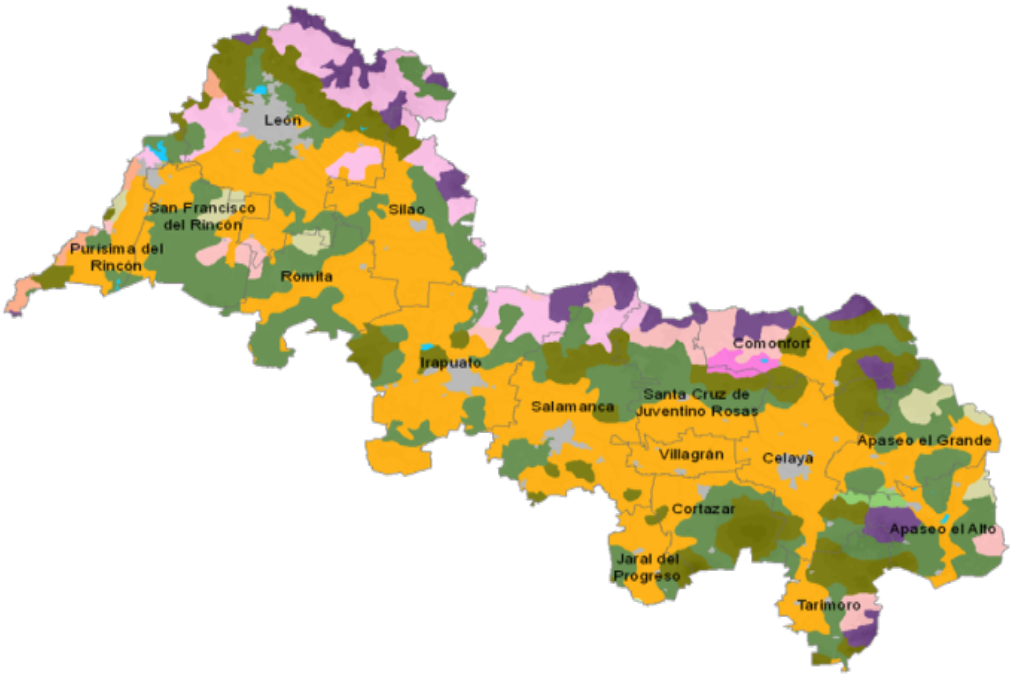 León
San Francisco
del Rincón
Silao
Purísima del
Rincón
Romita
Comonfort
Irapuato
Santa Cruz de
Juventino Rosas
Salamanca
Apaseo el Grande
Villagrán
Celaya
Cortazar
Apaseo el Alto
Jaral del
Progreso
Tarimoro